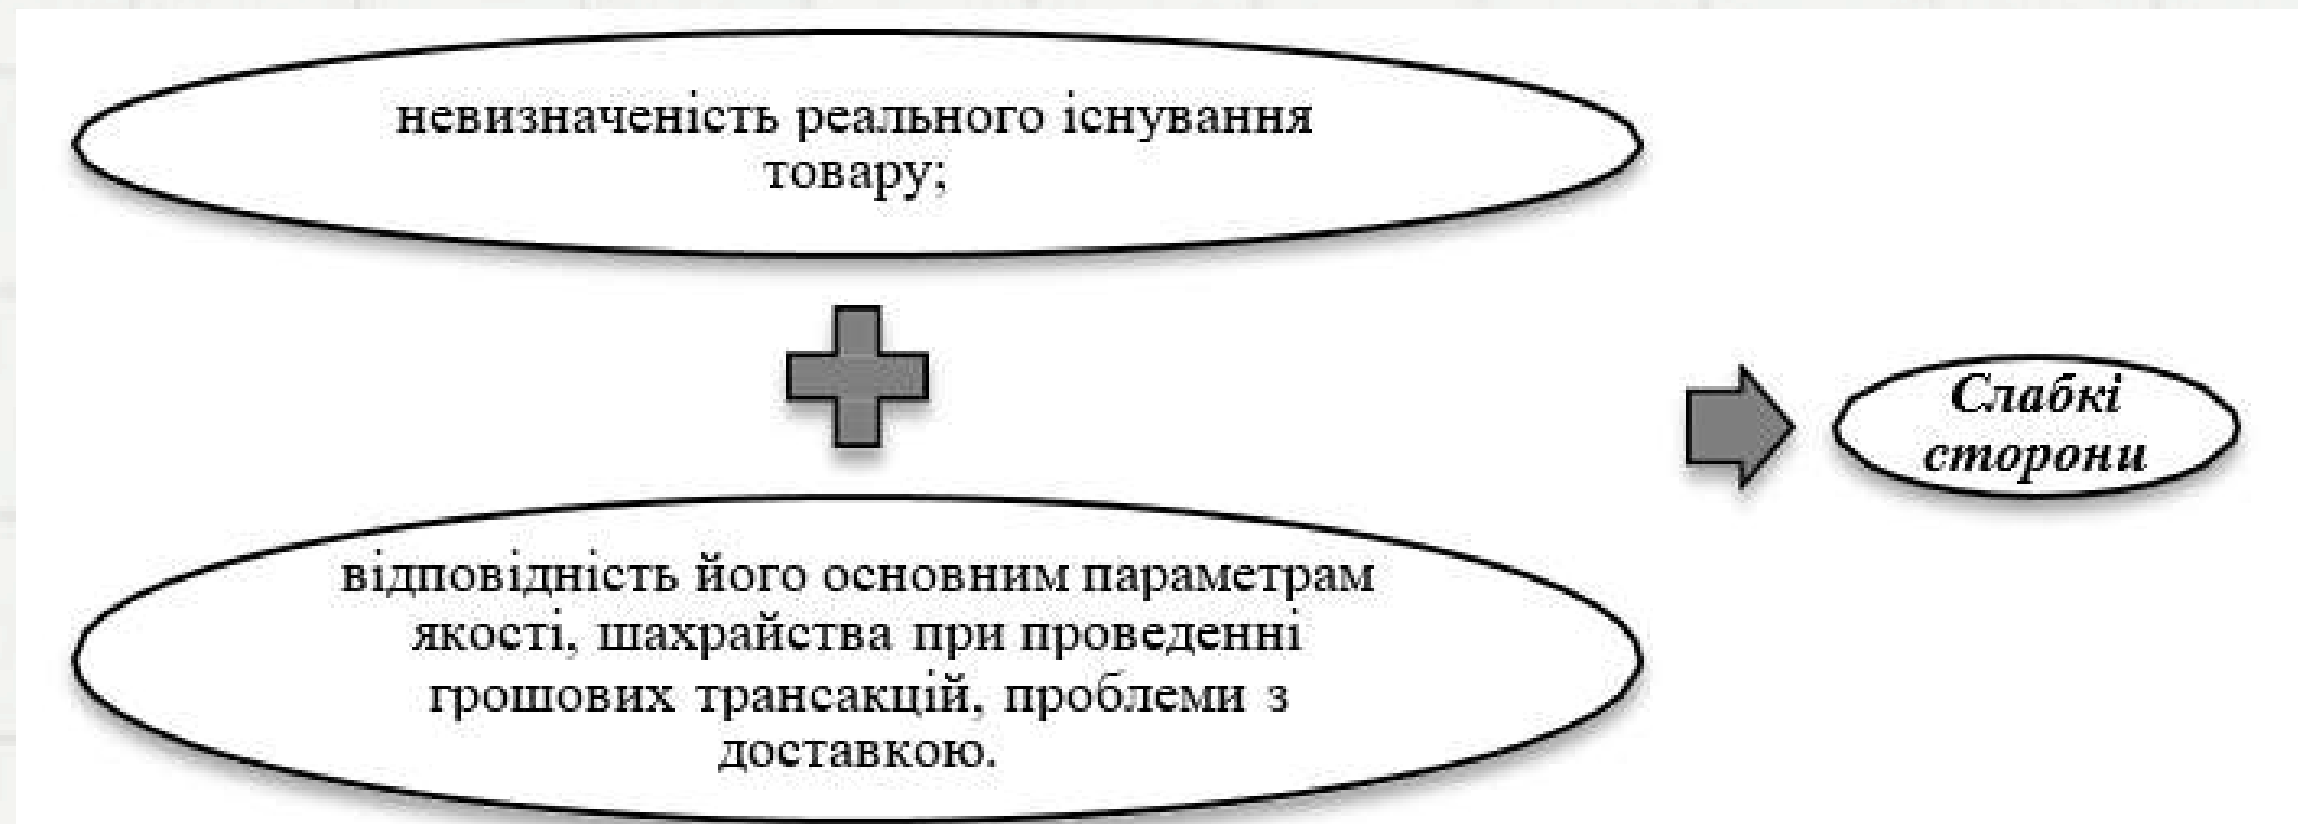 невизначеність реального існування
товару;
відповідність його основним параметрам
якості, шахрайства при проведенні
грошових трансакцій, проблеми з
доставкою.
Слабкі
сторони